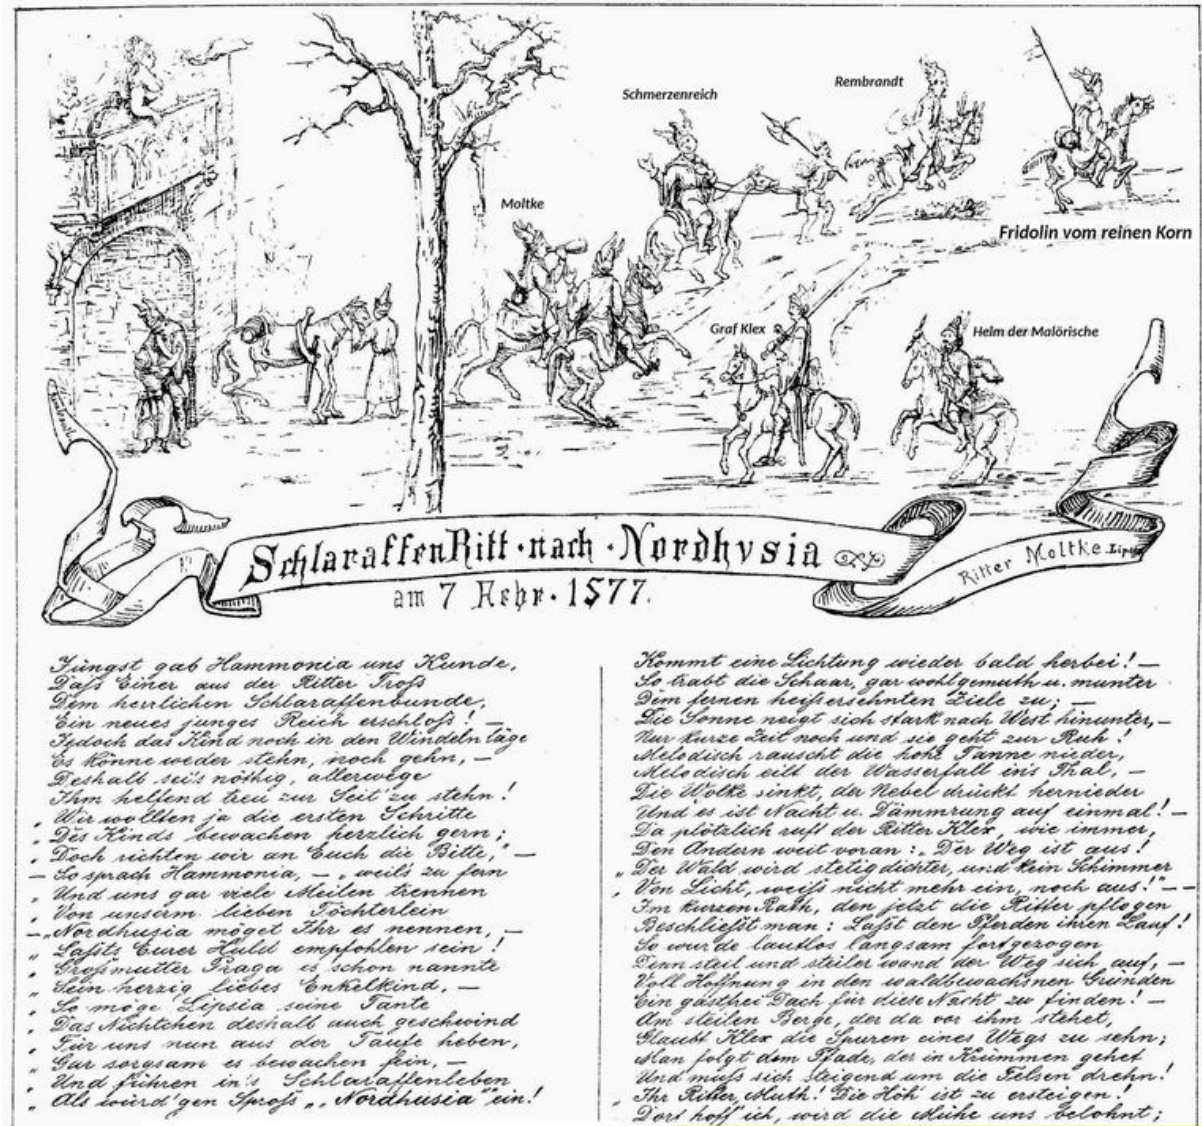 Schmerzenreich
Rembrandt
Moltke
Fridolin vom reinen Korn
Graf Klex
Helm der Malörische
SchlaraffenRitt · nach · Nordhvsia
Ritter Moltke Lips
am 7 Febr. 1577.
Jüngst gab Hammonia uns Kunde,
Daß Einer aus der Ritter Troß
Dem herrlichen Schlaraffenbunde,
Ein neues junges Reich erschloß! —
Jedoch das Kind noch in den Windeln läge
Es könne weder stehn, noch gehn, —
Deshalb sei's nöthig, allerwege
Ihm helfend treu zur Seit' zu stehn!
„ Wir wollten ja die ersten Schritte
„ Des Kinds bewachen herzlich gern;
„ Doch richten wir an Euch die Bitte," —
— So sprach Hammonia, — „weils zu fern
„ Und uns gar viele Meilen trennen
„ Von unserm lieben Töchterlein
— „Nordhusia möget Ihr es nennen, —
„ Laßts Eurer Huld empfohlen sein!
„ Großmutter Praga es schon nannte
„ Sein herzig liebes Enkelkind, —
„ So möge Lipsia seine Tante
„ Das Nichtchen deshalb auch geschwind
„ Für uns nun aus der Taufe heben,
„ Gar sorgsam es bewachen fein, —
„ Und führen in's Schlaraffenleben
„ Als würd'gen Sproß „Nordhusia" ein!
Kommt eine Lichtung wieder bald herbei! —
So trabt die Schaar, gar wohlgemuth u. munter
Dem fernen heißersehnten Ziele zu; —
Die Sonne neigt sich stark nach West hinunter, —
Nur kurze Zeit noch und sie geht zur Ruh!
Melodisch rauscht die hohe Tanne nieder,
Melodisch eilt der Wasserfall ins Thal, —
Die Wolke sinkt, der Nebel drückt hernieder
Und es ist Nacht u. Dämmrung auf einmal! —
Da plötzlich ruft der Ritter Klex, wie immer,
Den Andern weit voran: „Der Weg ist aus!
„Der Wald wird stetig dichter, und kein Schimmer
„ Von Licht, weiß nicht mehr ein, noch aus!" —
Im kurzen Rath, den jetzt die Ritter pflogen
Beschließt man: Laßt den Pferden ihren Lauf!
So wurde lautlos langsam fortgezogen
Denn steil und steiler wand der Weg sich auf, —
Voll Hoffnung in den waldbewachsnen Gründen
Ein gastlich Dach für diese Nacht zu finden! —
Am steilen Berge, der da vor ihm stehet,
Glaubt Klex die Spuren eines Wegs zu sehn;
Man folgt dem Pfade, der in Krümmen gehet
Und muß sich steigend um die Felsen drehn!
„ Ihr Ritter, Muth! Die Höh' ist zu ersteigen!
Dort hoff' ich, wird die Mühe uns belohnt;